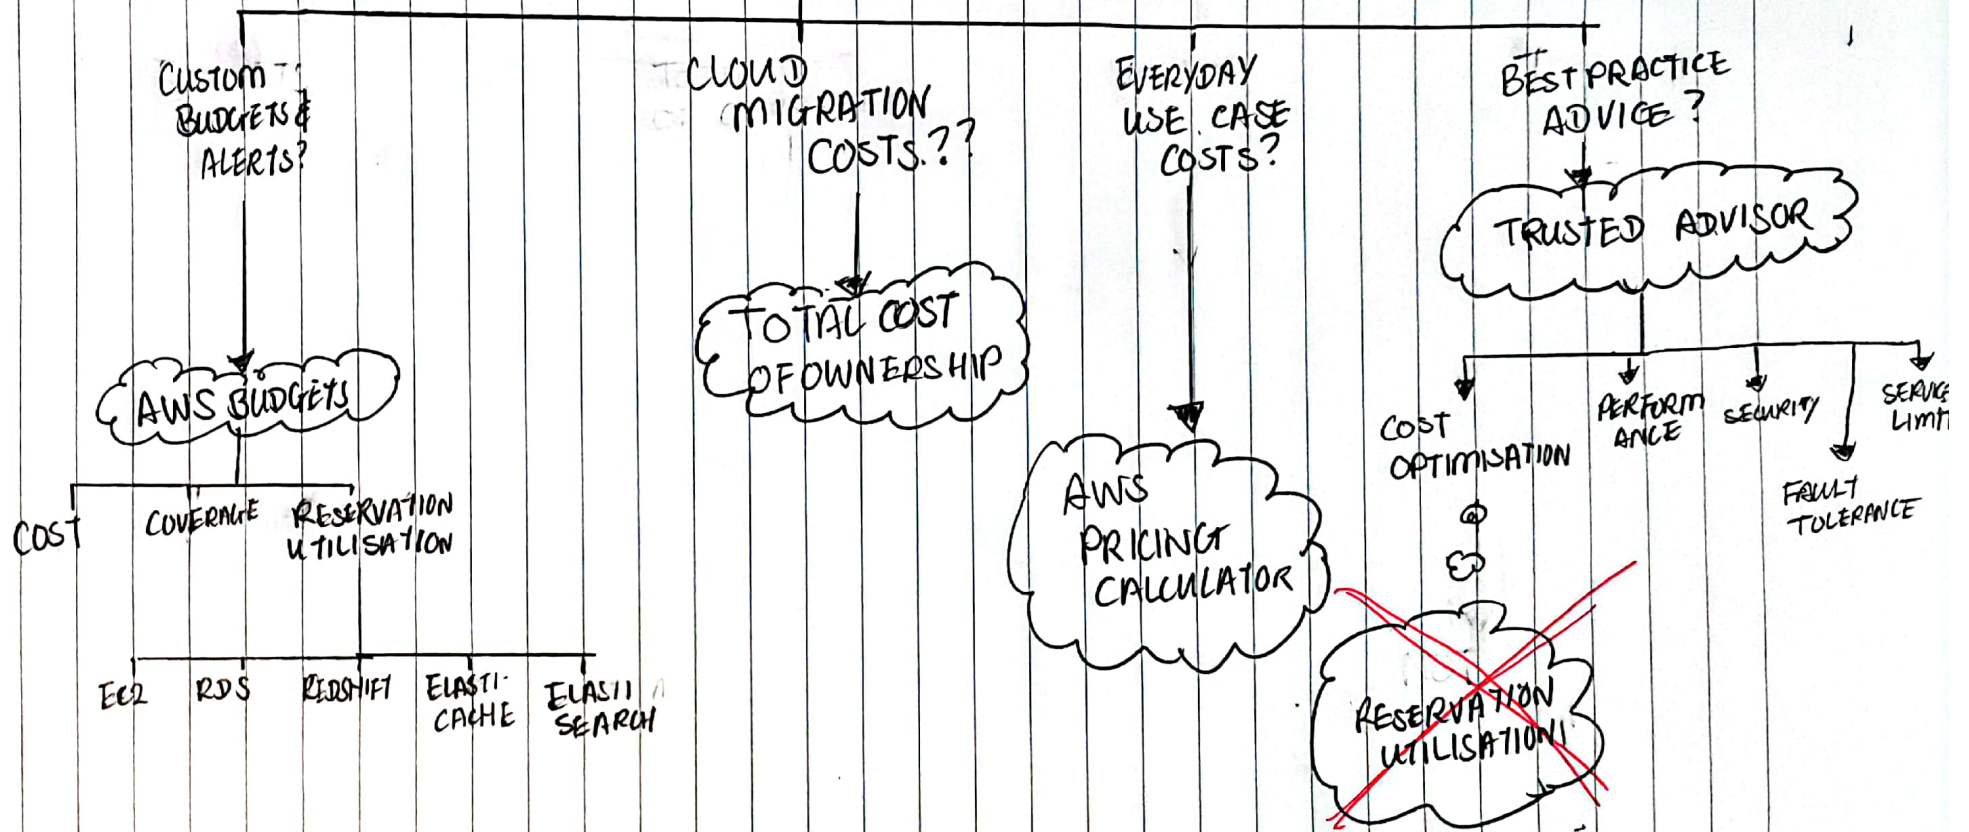 CUSTOM
BUDGETS &
ALERTS?
CLOUD
MIGRATION
COSTS.??
EVERYDAY
USE CASE
COSTS?
BEST PRACTICE
ADVICE?
AWS BUDGETS
TOTAL COST
OF OWNERSHIP
AWS
PRICING
CALCULATOR
TRUSTED ADVISOR
COST
COVERAGE
RESERVATION
UTILISATION
EC2
RDS
REDSHIFT
ELASTI-
CACHE
ELASTI
SEARCH
COST
OPTIMISATION
PERFORM
ANCE
SECURITY
FAULT
TOLERANCE
SERVICE
LIMIT
RESERVATION
UTILISATION!